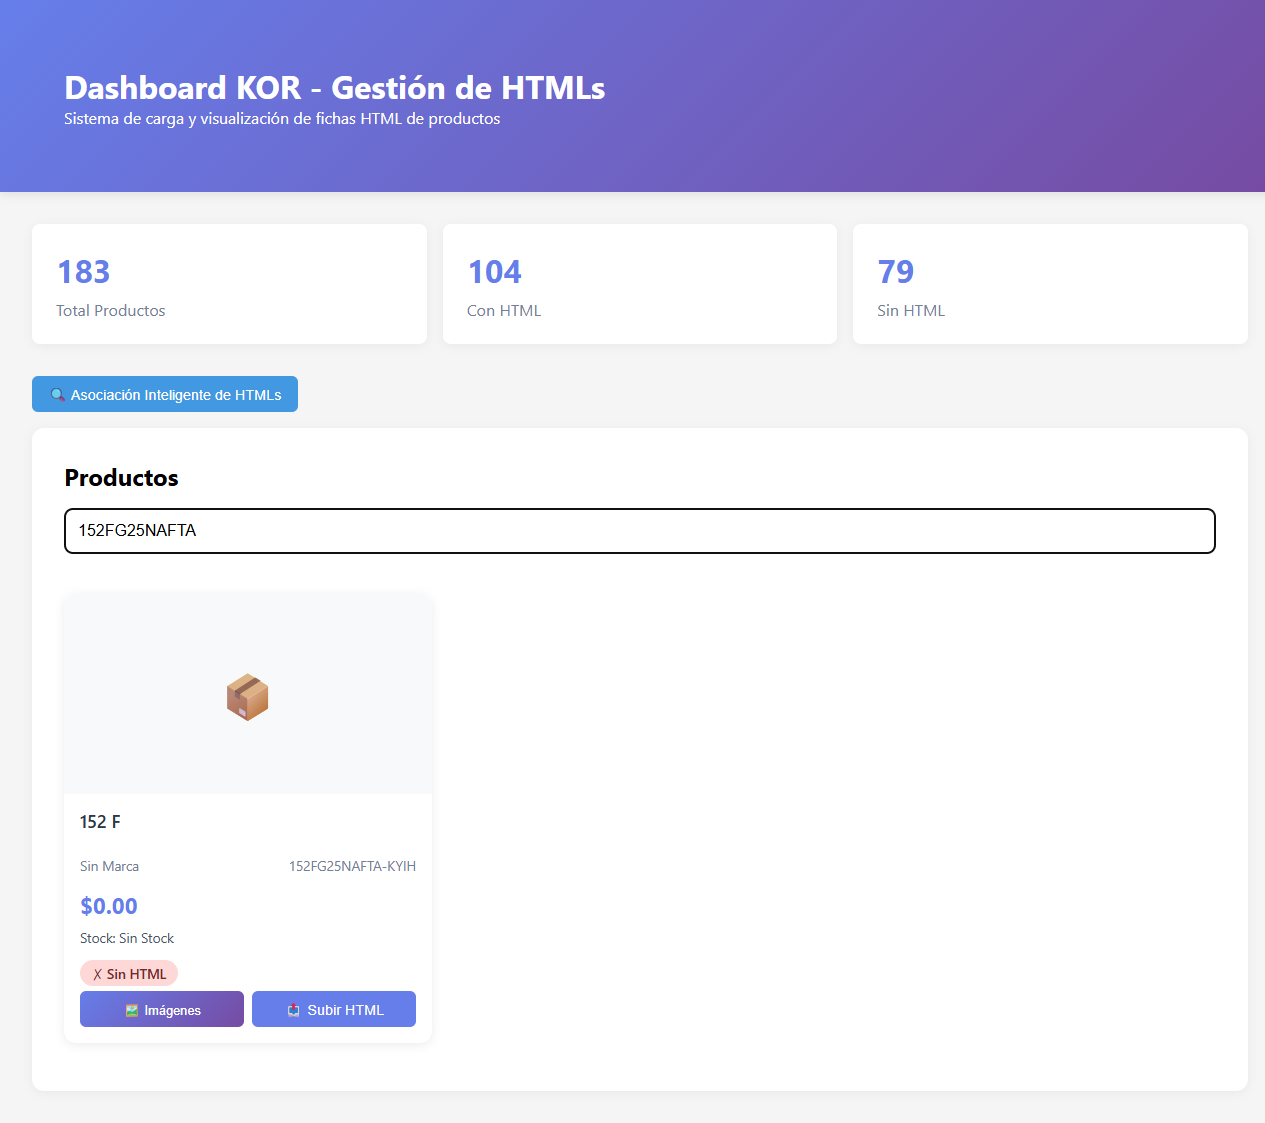 Dashboard KOR - Gestión de HTMLs
Sistema de carga y visualización de fichas HTML de productos
183
Total Productos
104
Con HTML
79
Sin HTML
Asociación Inteligente de HTMLs
Productos
152FG25NAFTA
152 F
Sin Marca 152FG25NAFTA-KYIH
$0.00
Stock: Sin Stock
✗ Sin HTML
Imágenes
Subir HTML